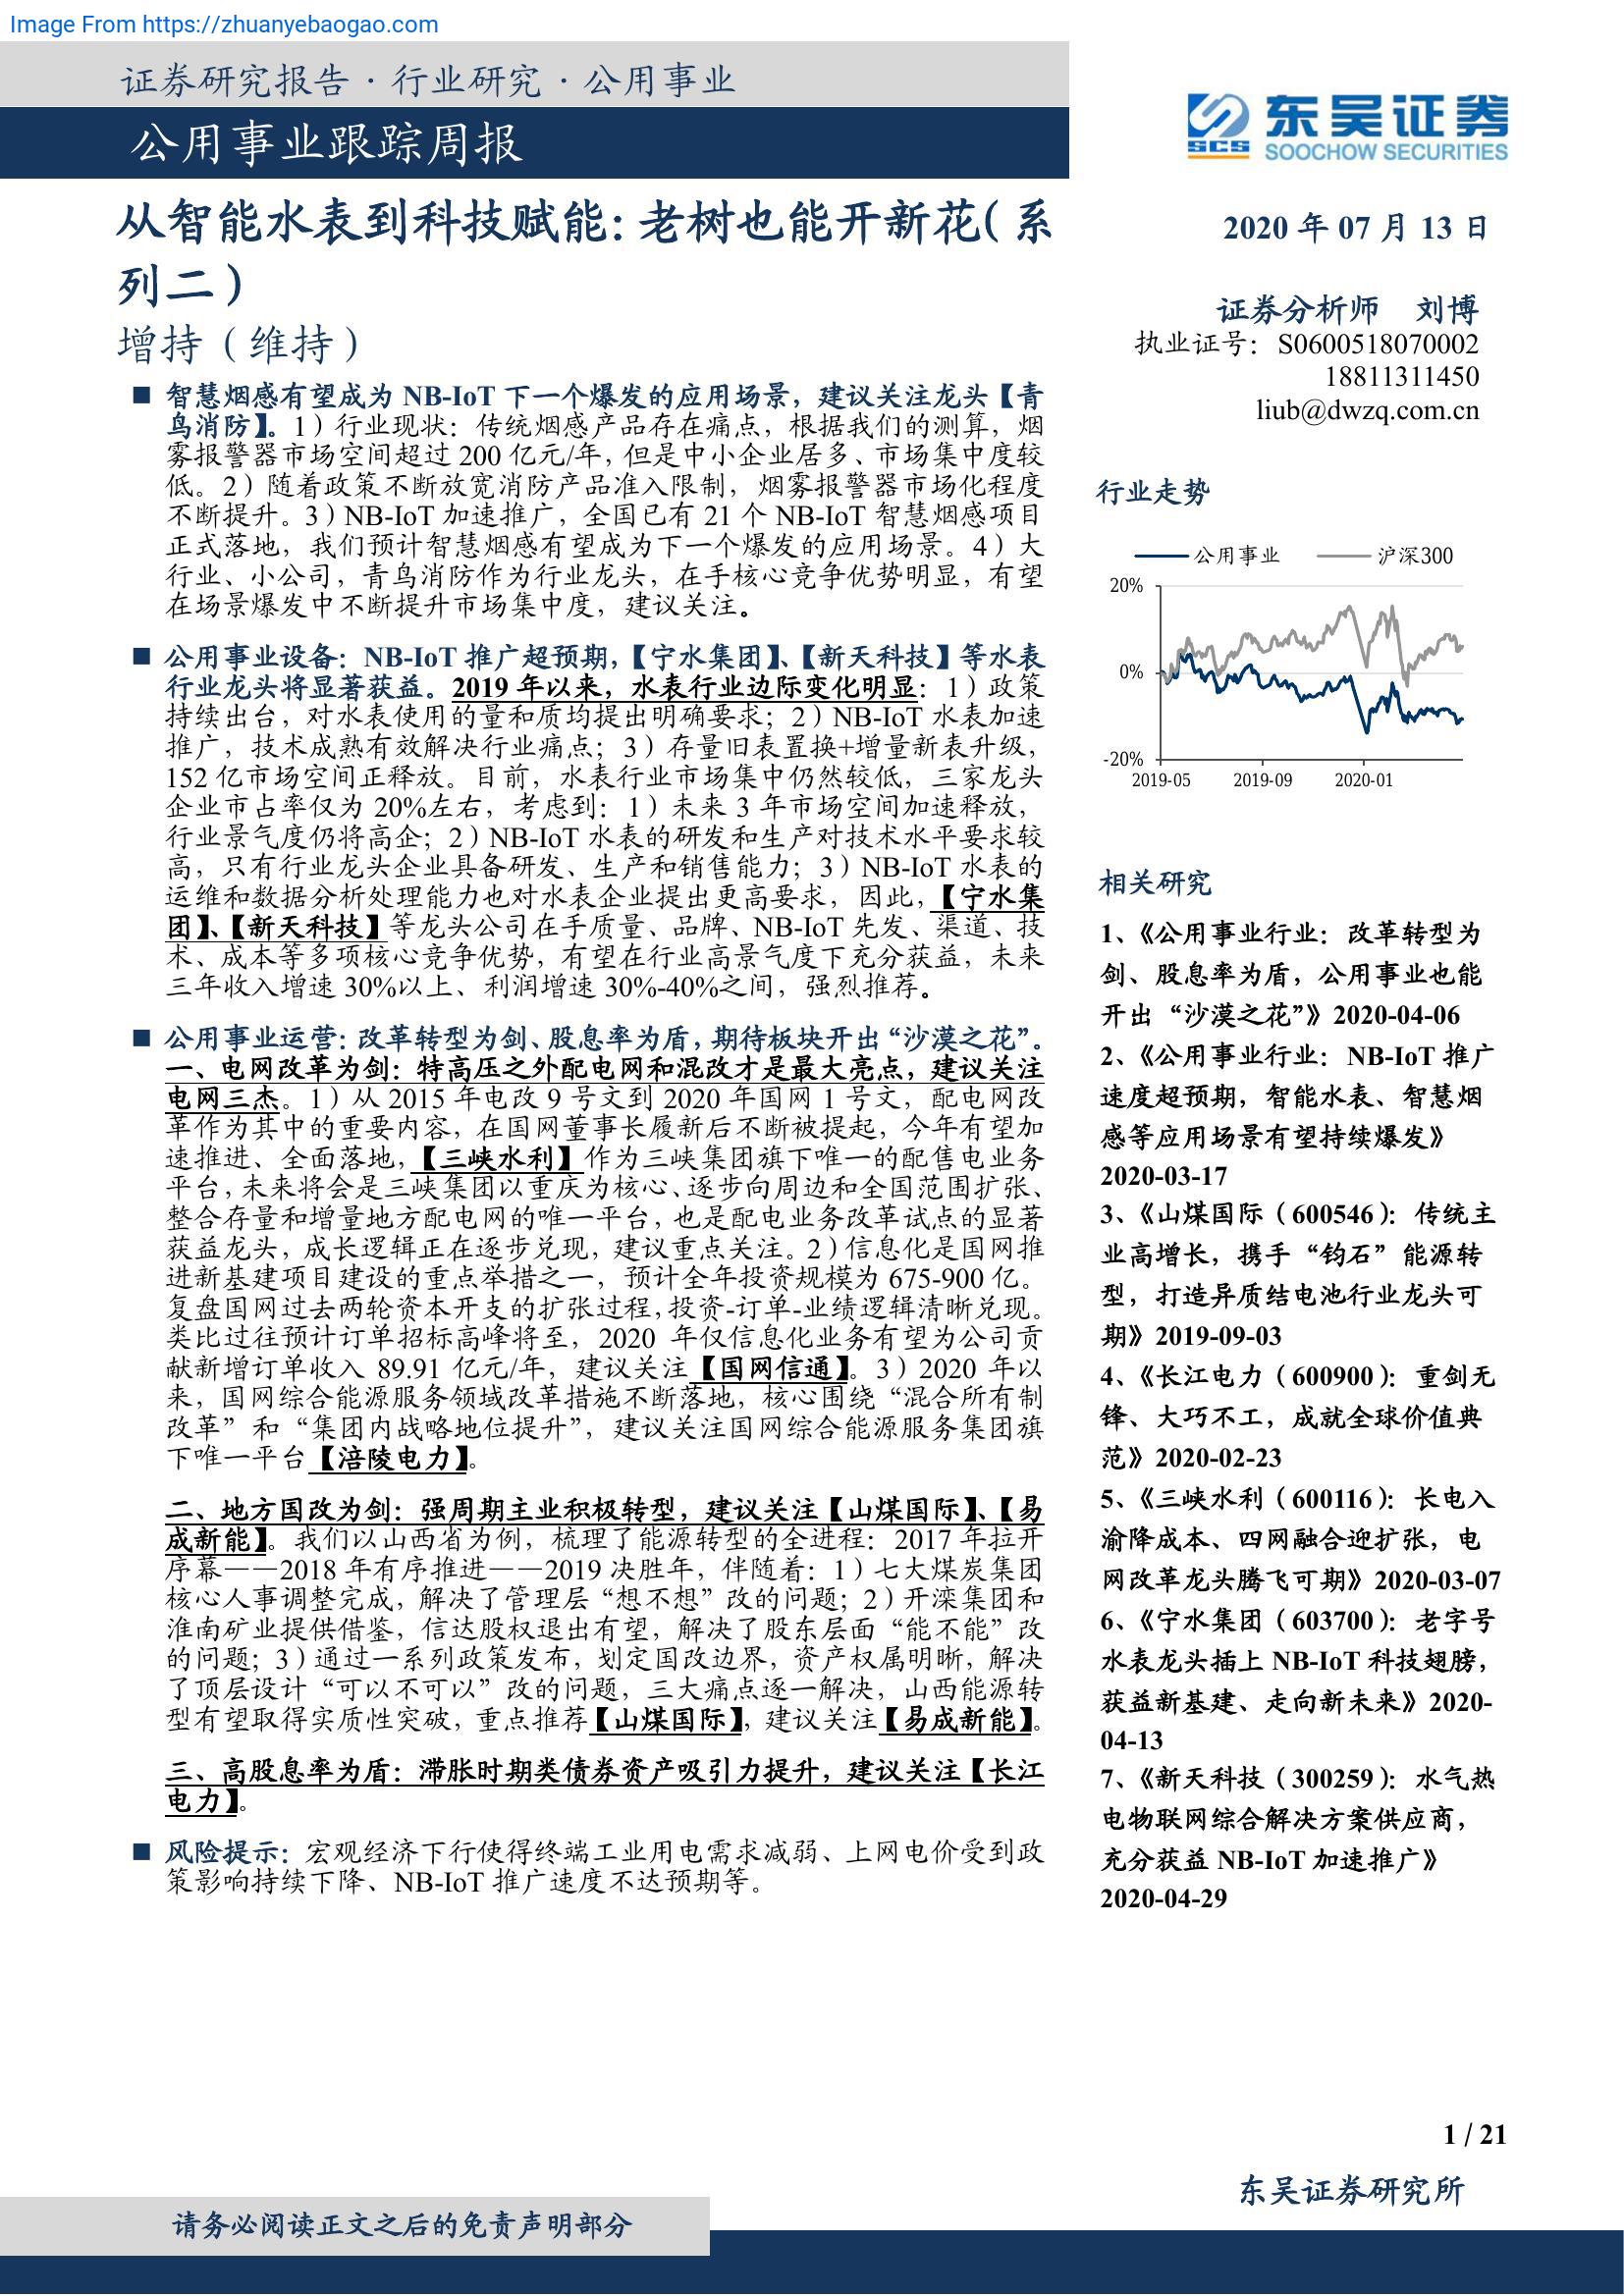 Image From https://zhuanyebaogao.com
证券研究报告·行业研究·公用事业
公用事业跟踪周报
东吴证券
SCS
SOOCHOW SECURITIES
从智能水表到科技赋能：老树也能开新花（系
列二）
增持（维持）
■ 智慧烟感有望成为 NB-IoT 下一个爆发的应用场景，建议关注龙头【青
鸟消防】。1）行业现状：传统烟感产品存在痛点，根据我们的测算，烟
雾报警器市场空间超过 200 亿元/年，但是中小企业居多、市场集中度较
低。2）随着政策不断放宽消防产品准入限制，烟雾报警器市场化程度
不断提升。3）NB-IoT 加速推广，全国已有 21 个 NB-IoT 智慧烟感项目
正式落地，我们预计智慧烟感有望成为下一个爆发的应用场景。4）大
行业、小公司，青鸟消防作为行业龙头，在手核心竞争优势明显，有望
在场景爆发中不断提升市场集中度，建议关注。
■ 公用事业设备：NB-IoT 推广超预期，【宁水集团】、【新天科技】等水表
行业龙头将显著获益。2019 年以来，水表行业边际变化明显：1）政策
持续出台，对水表使用的量和质均提出明确要求；2）NB-IoT 水表加速
推广，技术成熟有效解决行业痛点；3）存量旧表置换+增量新表升级，
152 亿市场空间正释放。目前，水表行业市场集中仍然较低，三家龙头
企业市占率仅为 20%左右，考虑到：1）未来 3 年市场空间加速释放，
行业景气度仍将高企；2）NB-IoT 水表的研发和生产对技术水平要求较
高，只有行业龙头企业具备研发、生产和销售能力；3）NB-IoT 水表的
运维和数据分析处理能力也对水表企业提出更高要求，因此，【宁水集
团】、【新天科技】等龙头公司在手质量、品牌、NB-IoT 先发、渠道、技
术、成本等多项核心竞争优势，有望在行业高景气度下充分获益，未来
三年收入增速 30%以上、利润增速 30%-40%之间，强烈推荐。
■ 公用事业运营：改革转型为剑、股息率为盾，期待板块开出“沙漠之花”。
一、电网改革为剑：特高压之外配电网和混改才是最大亮点，建议关注
电网三杰。1）从 2015 年电改 9 号文到 2020 年国网 1 号文，配电网改
革作为其中的重要内容，在国网董事长履新后不断被提起，今年有望加
速推进、全面落地，【三峡水利】作为三峡集团旗下唯一的配售电业务
平台，未来将会是三峡集团以重庆为核心、逐步向周边和全国范围扩张、
整合存量和增量地方配电网的唯一平台，也是配电业务改革试点的显著
获益龙头，成长逻辑正在逐步兑现，建议重点关注。2）信息化是国网推
进新基建项目建设的重点举措之一，预计全年投资规模为 675-900 亿。
复盘国网过去两轮资本开支的扩张过程，投资-订单-业绩逻辑清晰兑现。
类比过往预计订单招标高峰将至，2020 年仅信息化业务有望为公司贡
献新增订单收入 89.91 亿元/年，建议关注【国网信通】。3）2020 年以
来，国网综合能源服务领域改革措施不断落地，核心围绕“混合所有制
改革”和“集团内战略地位提升”，建议关注国网综合能源服务集团旗
下唯一平台【涪陵电力】。
二、地方国改为剑：强周期主业积极转型，建议关注【山煤国际】、【易
成新能】。我们以山西省为例，梳理了能源转型的全进程：2017 年拉开
序幕——2018 年有序推进——2019 决胜年，伴随着：1）七大煤炭集团
核心人事调整完成，解决了管理层“想不想”改的问题；2）开滦集团和
淮南矿业提供借鉴，信达股权退出有望，解决了股东层面“能不能”改
的问题；3）通过一系列政策发布，划定国改边界，资产权属明晰，解决
了顶层设计“可以不可以”改的问题，三大痛点逐一解决，山西能源转
型有望取得实质性突破，重点推荐【山煤国际】，建议关注【易成新能】。
三、高股息率为盾：滞胀时期类债券资产吸引力提升，建议关注【长江
电力】。
■ 风险提示：宏观经济下行使得终端工业用电需求减弱、上网电价受到政
策影响持续下降、NB-IoT 推广速度不达预期等。
2020 年 07 月 13 日
证券分析师 刘博
执业证号：S0600518070002
18811311450
liub@dwzq.com.cn
行业走势
公用事业 沪深300
20%
0%
-20%
2019-05 2019-09 2020-01
相关研究
1、《公用事业行业：改革转型为
剑、股息率为盾，公用事业也能
开出“沙漠之花”》2020-04-06
2、《公用事业行业：NB-IoT 推广
速度超预期，智能水表、智慧烟
感等应用场景有望持续爆发》
2020-03-17
3、《山煤国际（600546）：传统主
业高增长，携手“钧石”能源转
型，打造异质结电池行业龙头可
期》2019-09-03
4、《长江电力（600900）：重剑无
锋、大巧不工，成就全球价值典
范》2020-02-23
5、《三峡水利（600116）：长电入
渝降成本、四网融合迎扩张，电
网改革龙头腾飞可期》2020-03-07
6、《宁水集团（603700）：老字号
水表龙头插上 NB-IoT 科技翅膀，
获益新基建、走向新未来》2020-
04-13
7、《新天科技（300259）：水气热
电物联网综合解决方案供应商，
充分获益 NB-IoT 加速推广》
2020-04-29
1 / 21
东吴证券研究所
请务必阅读正文之后的免责声明部分